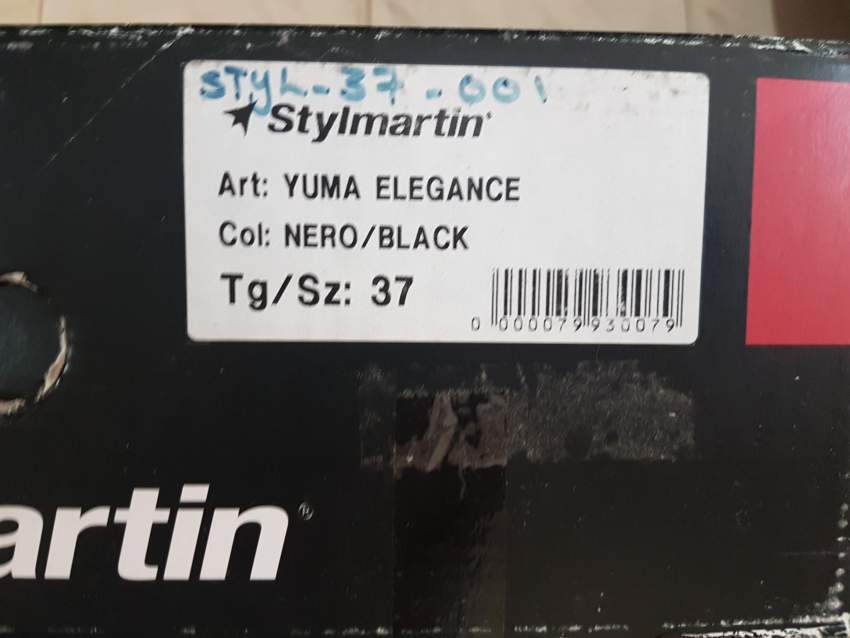 STYL-37-001
Stylmartin
Art: YUMA ELEGANCE
Col: NERO/BLACK
Tg/Sz: 37
0 000079 930079
artin®